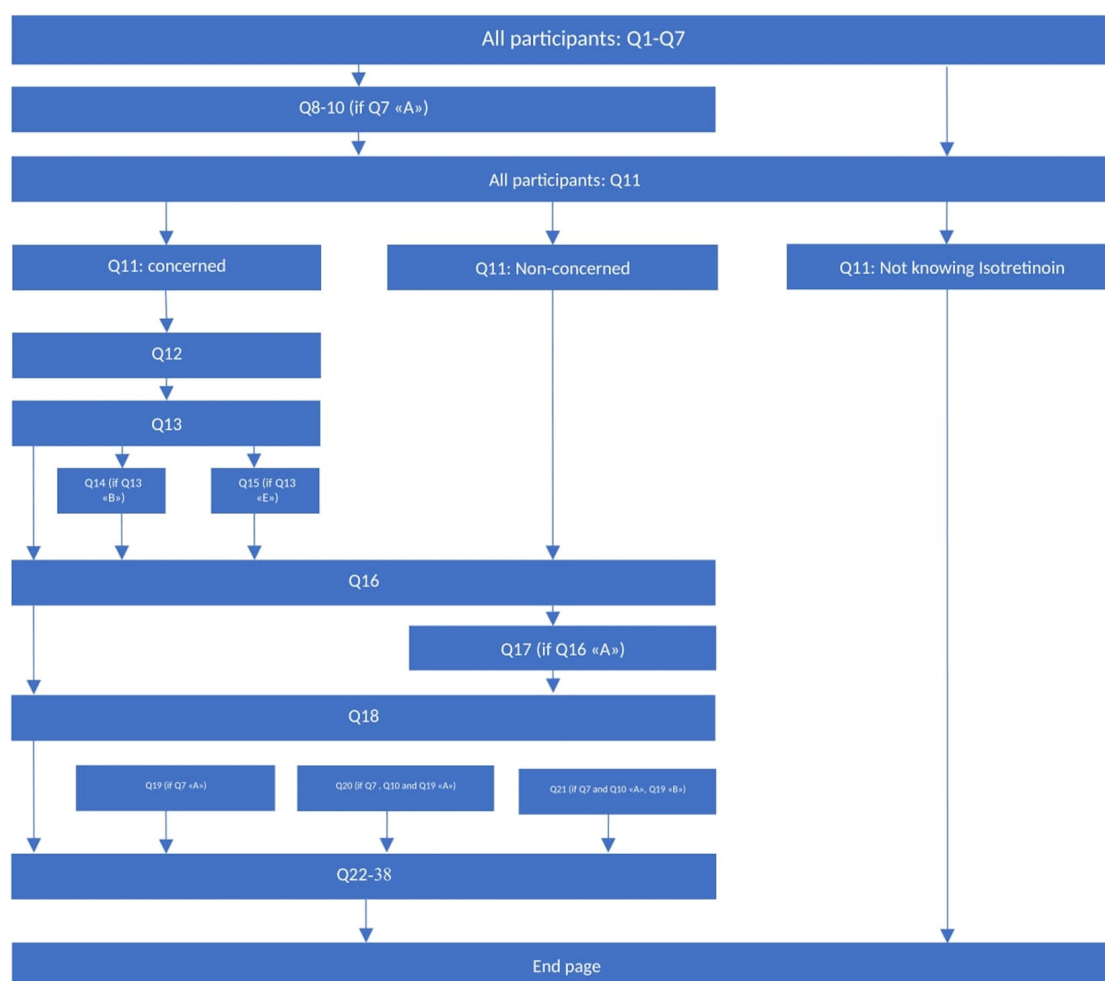 All participants: Q1-Q7
Q8-10 (if Q7 «A»)
All participants: Q11
Q11: concerned
Q11: Non-concerned
Q11: Not knowing Isotretinoin
Q12
Q13
Q14 (if Q13
«B»)
Q15 (if Q13
«E»)
Q16
Q17 (if Q16 «A»)
Q18
Q19 (if Q7 «A»)
Q20 (if Q7 , Q10 and Q19 «A»)
Q21 (if Q7 and Q10 «A», Q19 «B»)
Q22-38
End page